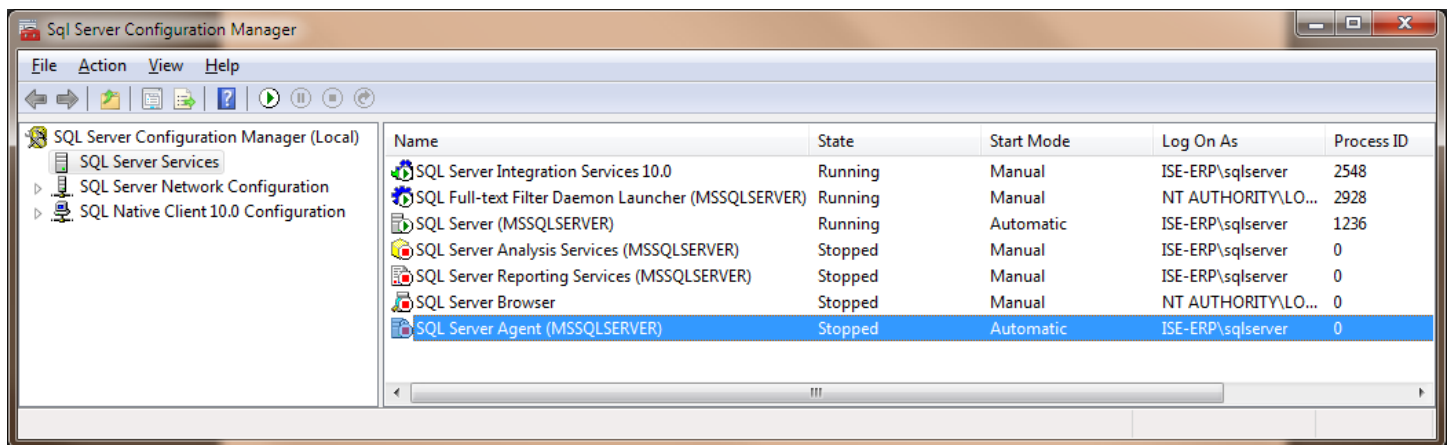 Sql Server Configuration Manager
File Action View Help
SQL Server Configuration Manager (Local)
SQL Server Services
SQL Server Network Configuration
SQL Native Client 10.0 Configuration
Name State Start Mode Log On As Process ID
SQL Server Integration Services 10.0 Running Manual ISE-ERP\sqlserver 2548
SQL Full-text Filter Daemon Launcher (MSSQLSERVER) Running Manual NT AUTHORITY\LO... 2928
SQL Server (MSSQLSERVER) Running Automatic ISE-ERP\sqlserver 1236
SQL Server Analysis Services (MSSQLSERVER) Stopped Manual ISE-ERP\sqlserver 0
SQL Server Reporting Services (MSSQLSERVER) Stopped Manual ISE-ERP\sqlserver 0
SQL Server Browser Stopped Manual NT AUTHORITY\LO... 0
SQL Server Agent (MSSQLSERVER) Stopped Automatic ISE-ERP\sqlserver 0